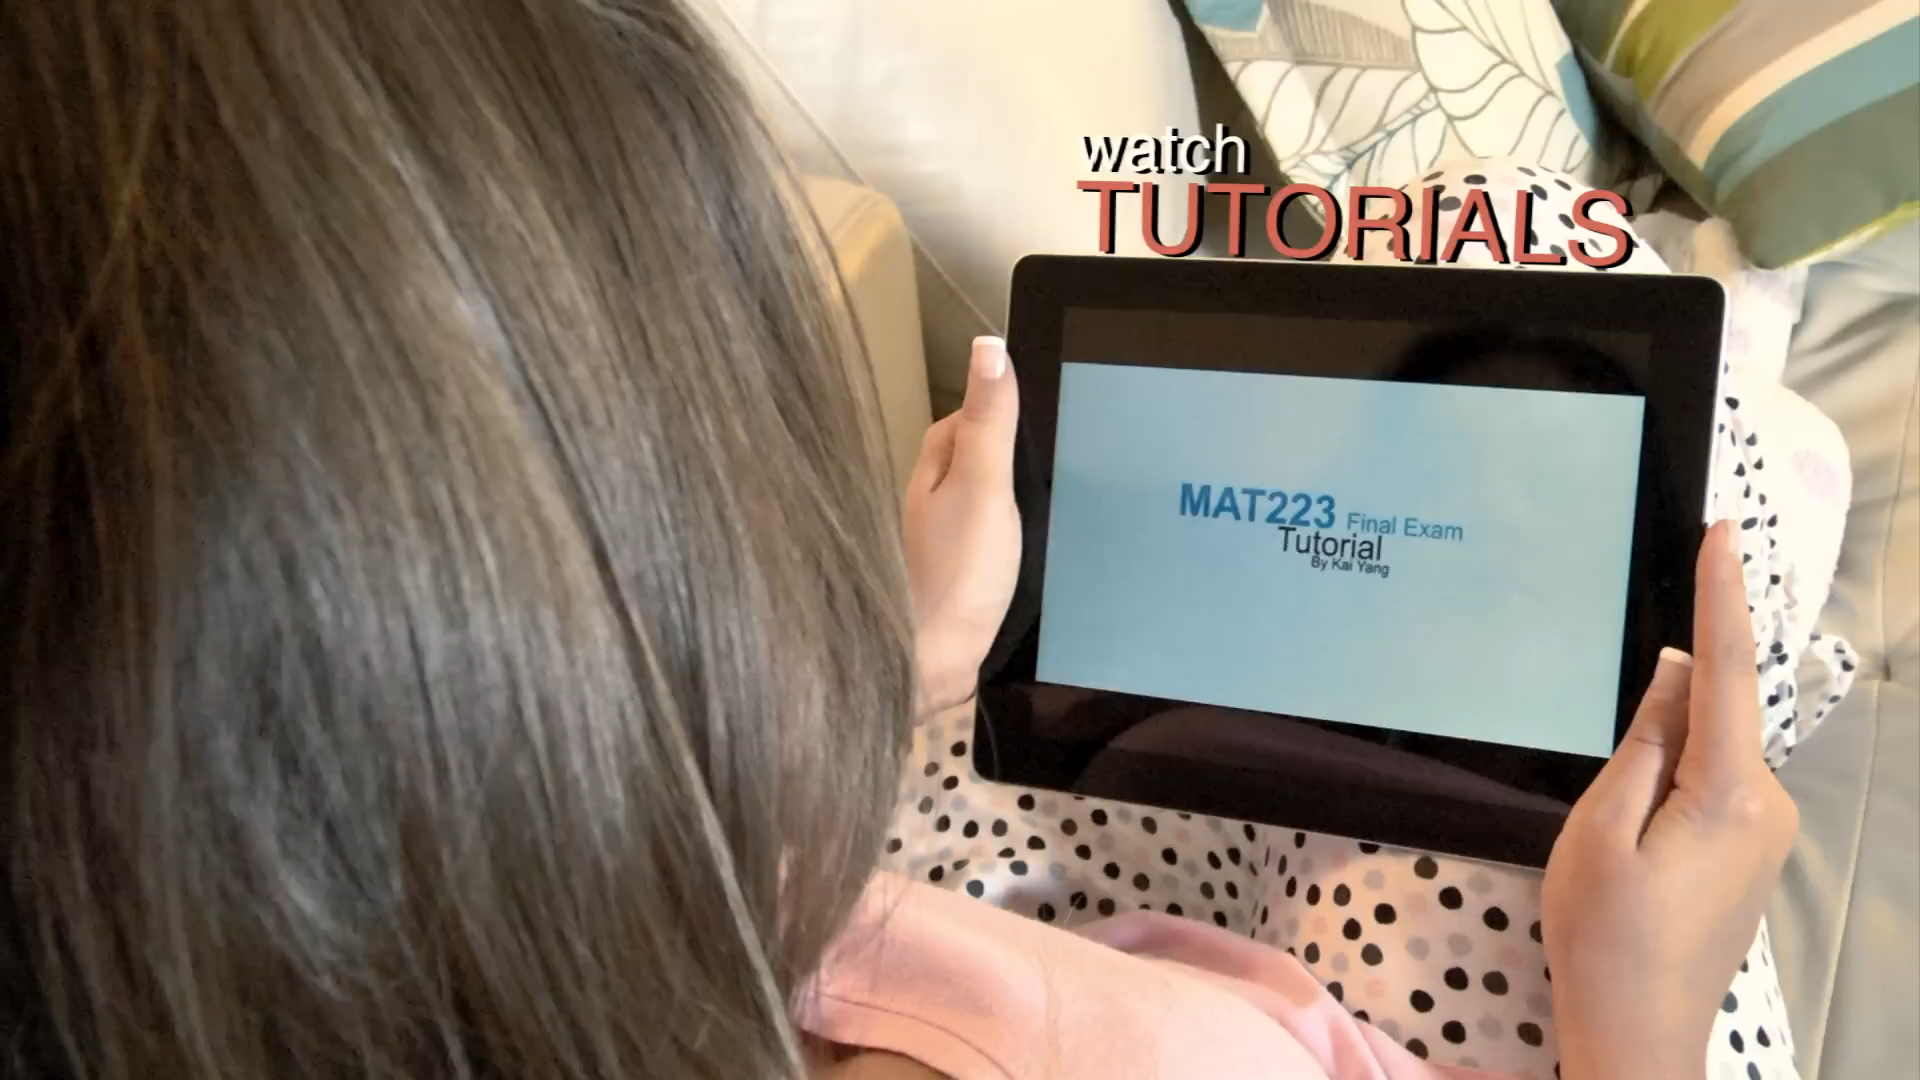 watch
TUTORIALS
MAT223 Final Exam
Tutorial
By Kai Yang